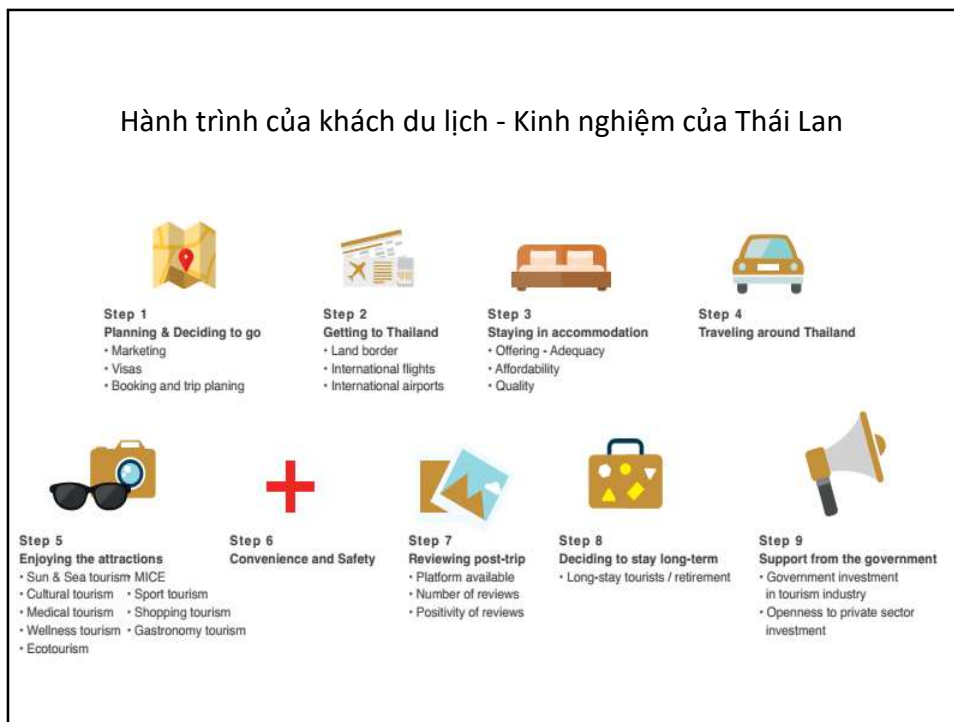 Hành trình của khách du lịch - Kinh nghiệm của Thái Lan
Step 1
Planning & Deciding to go
• Marketing
• Visas
• Booking and trip planing
Step 2
Getting to Thailand
• Land border
• International flights
• International airports
Step 3
Staying in accommodation
• Offering - Adequacy
• Affordability
• Quality
Step 4
Traveling around Thailand
Step 5
Enjoying the attractions
• Sun & Sea tourism MICE
• Cultural tourism • Sport tourism
• Medical tourism • Shopping tourism
• Wellness tourism • Gastronomy tourism
• Ecotourism
Step 6
Convenience and Safety
Step 7
Reviewing post-trip
• Platform available
• Number of reviews
• Positivity of reviews
Step 8
Deciding to stay long-term
• Long-stay tourists / retirement
Step 9
Support from the government
• Government investment
in tourism industry
• Openness to private sector
investment